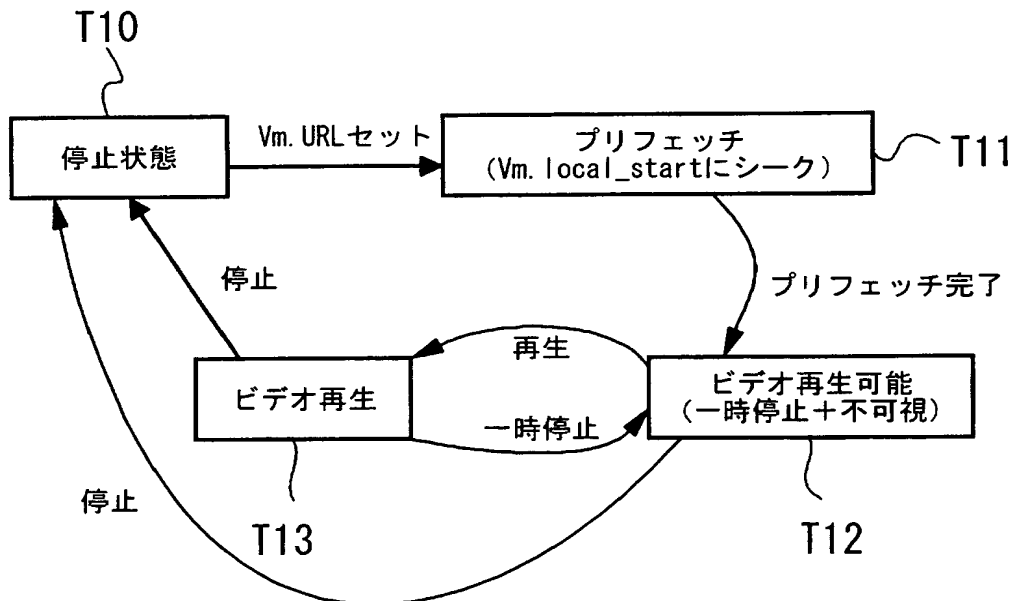 T10
停止状態
Vm.URLセット
プリフェッチ
(Vm.local_startにシーク)
T11
停止
プリフェッチ完了
再生
ビデオ再生
一時停止
ビデオ再生可能
(一時停止+不可視)
停止
T13
T12